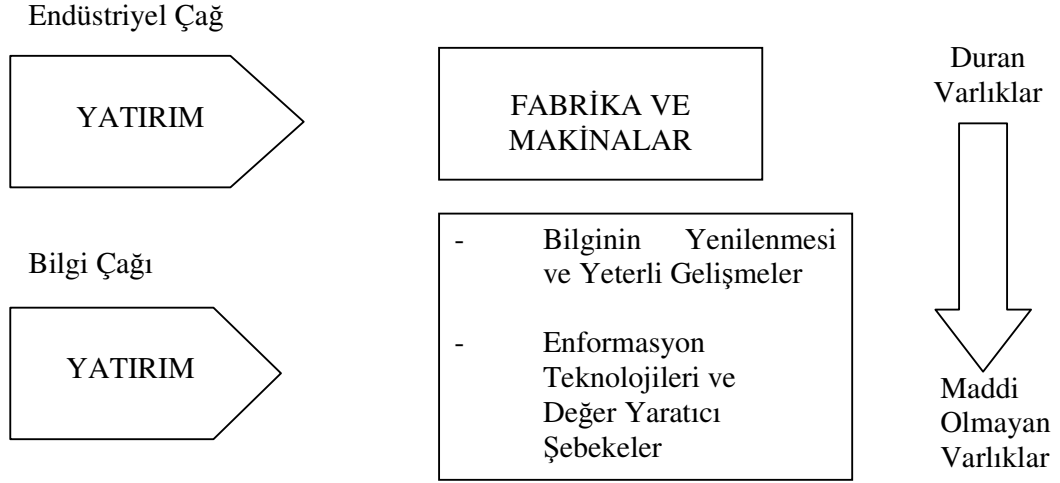 Endüstriyel Çağ
YATIRIM
FABRİKA VE
MAKİNALAR
Duran
Varlıklar
Bilgi Çağı
YATIRIM
- Bilginin Yenilenmesi
ve Yeterli Gelişmeler
- Enformasyon
Teknolojileri ve
Değer Yaratıcı
Şebekeler
Maddi
Olmayan
Varlıklar